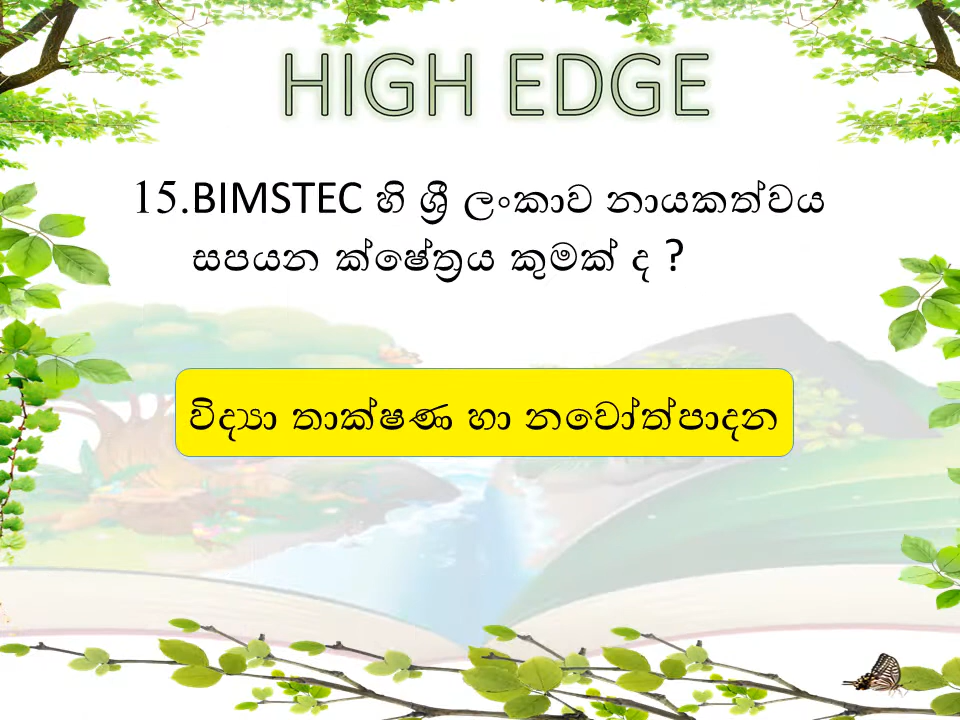 HIGH EDGE
15.BIMSTEC හි ශ්‍රී ලංකාව නායකත්වය
සපයන ක්ෂේත්‍රය කුමක් ද ?
විද්‍යා තාක්ෂණ හා නවෝත්පාදන